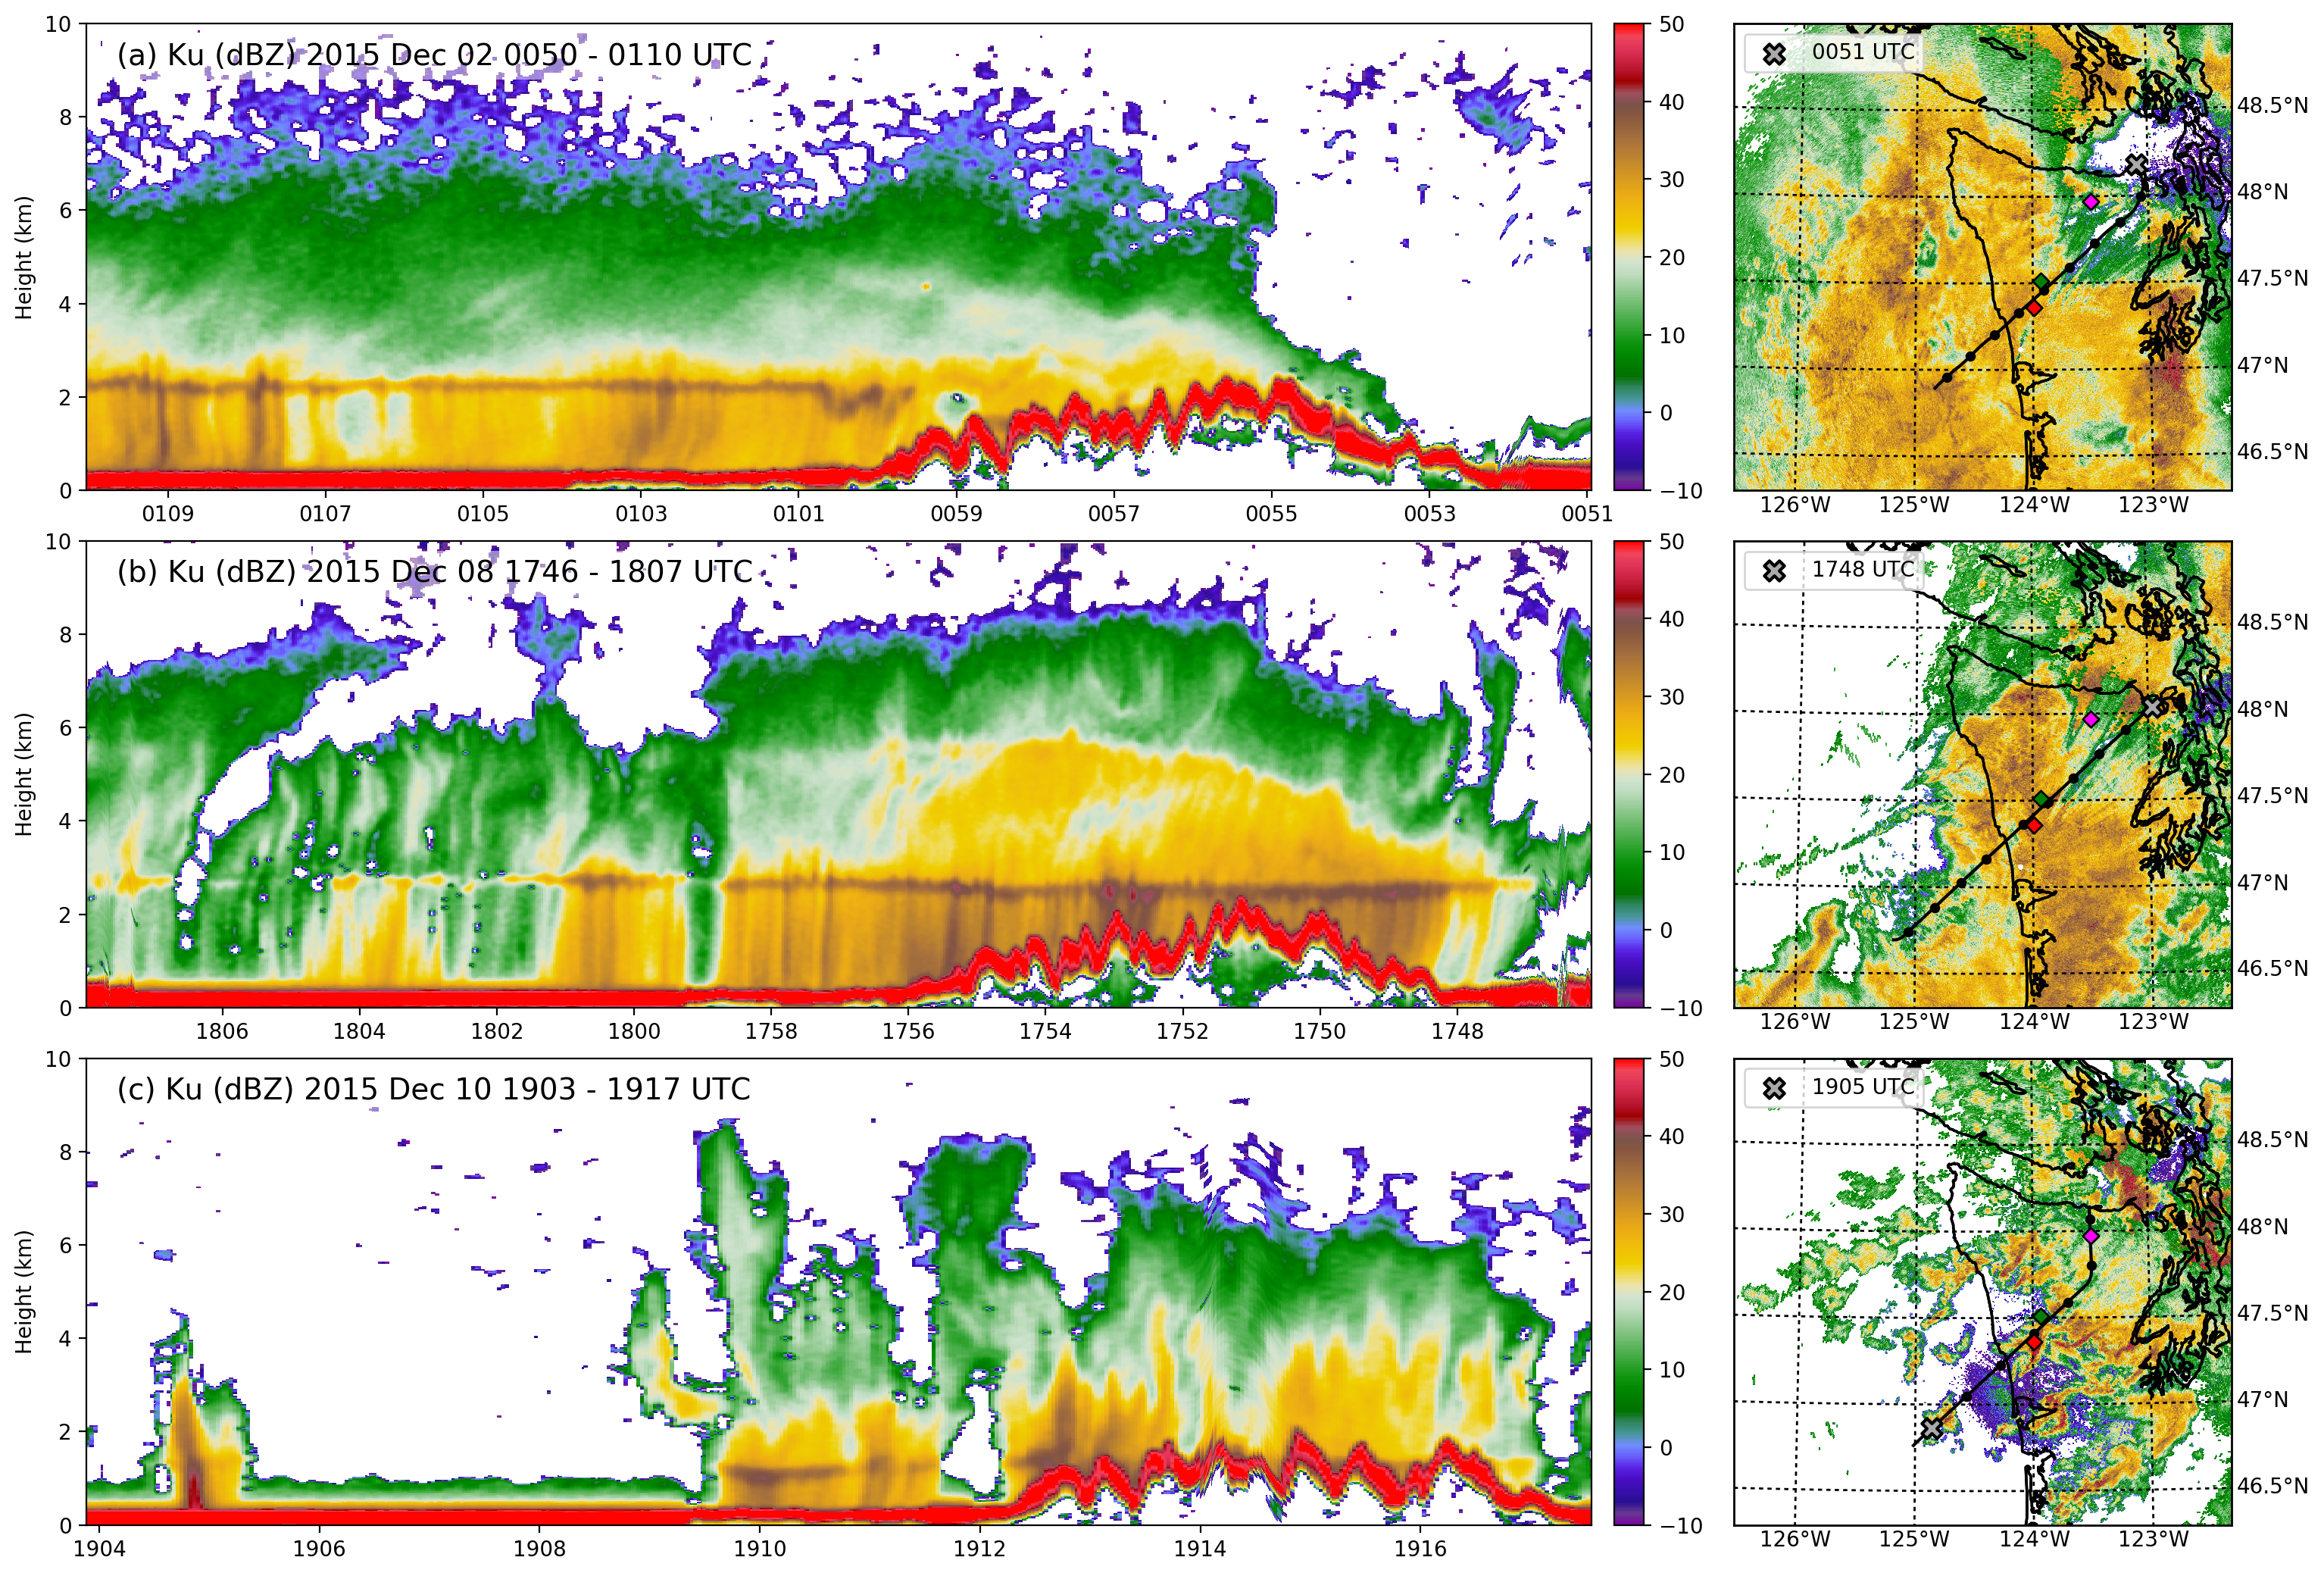 (a) Ku (dBZ) 2015 Dec 02 0050 - 0110 UTC
Height (km)
10
8
6
4
2
0
0109 0107 0105 0103 0101 0059 0057 0055 0053 0051
50
40
30
20
10
0
−10
0051 UTC
48.5°N
48°N
47.5°N
47°N
46.5°N
126°W 125°W 124°W 123°W
(b) Ku (dBZ) 2015 Dec 08 1746 - 1807 UTC
Height (km)
10
8
6
4
2
0
1806 1804 1802 1800 1758 1756 1754 1752 1750 1748
50
40
30
20
10
0
−10
1748 UTC
48.5°N
48°N
47.5°N
47°N
46.5°N
126°W 125°W 124°W 123°W
(c) Ku (dBZ) 2015 Dec 10 1903 - 1917 UTC
Height (km)
10
8
6
4
2
0
1904 1906 1908 1910 1912 1914 1916
50
40
30
20
10
0
−10
1905 UTC
48.5°N
48°N
47.5°N
47°N
46.5°N
126°W 125°W 124°W 123°W